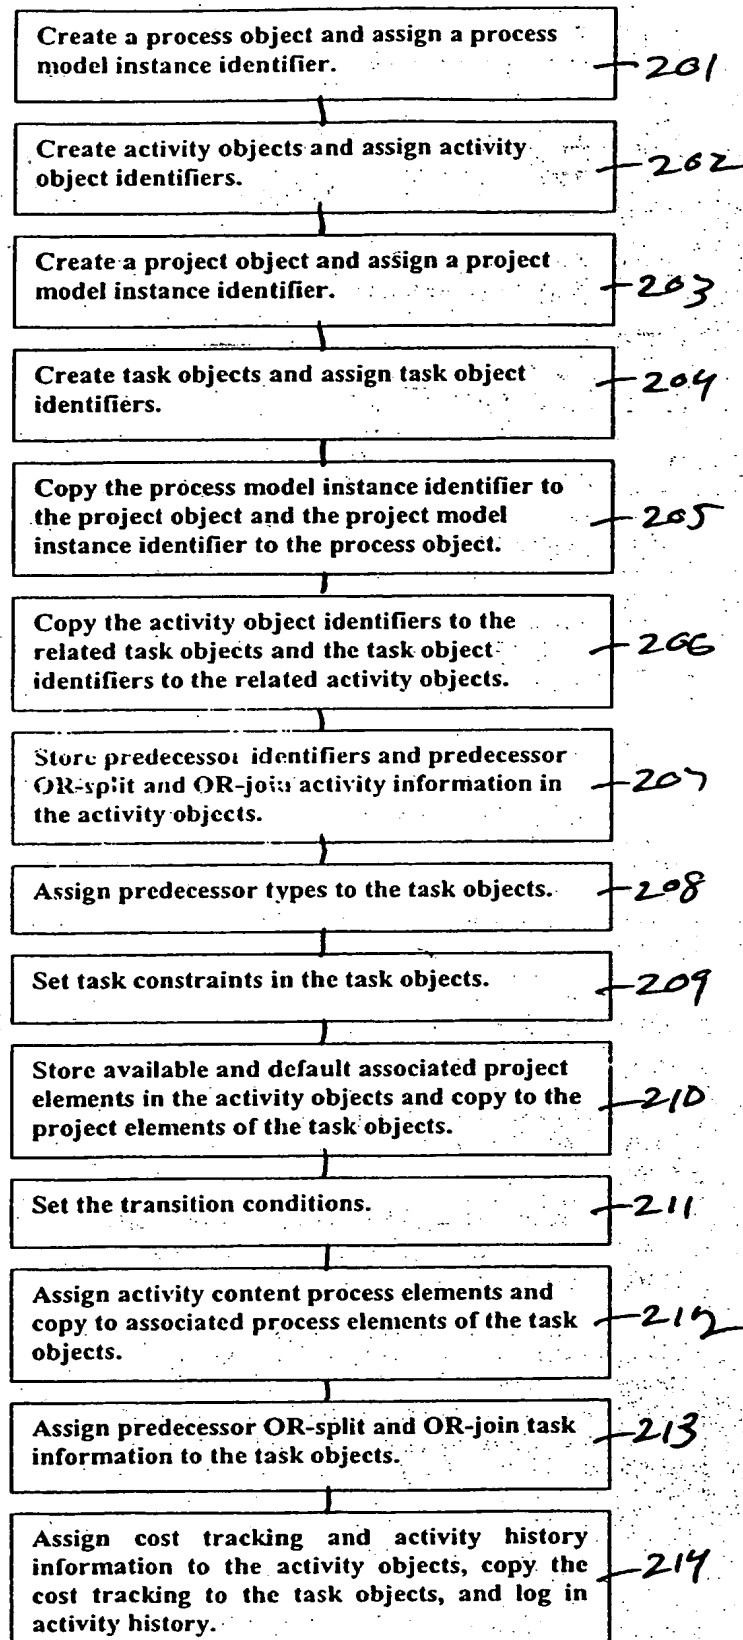 Create a process object and assign a process
model instance identifier.
201
Create activity objects and assign activity
object identifiers.
202
Create a project object and assign a project
model instance identifier.
203
Create task objects and assign task object
identifiers.
204
Copy the process model instance identifier to
the project object and the project model
instance identifier to the process object.
205
Copy the activity object identifiers to the
related task objects and the task object
identifiers to the related activity objects.
206
Store predecessor identifiers and predecessor
OR-split and OR-join activity information in
the activity objects.
207
Assign predecessor types to the task objects.
208
Set task constraints in the task objects.
209
Store available and default associated project
elements in the activity objects and copy to the
project elements of the task objects.
210
Set the transition conditions.
211
Assign activity content process elements and
copy to associated process elements of the task
objects.
212
Assign predecessor OR-split and OR-join task
information to the task objects.
213
Assign cost tracking and activity history
information to the activity objects, copy the
cost tracking to the task objects, and log in
activity history.
214